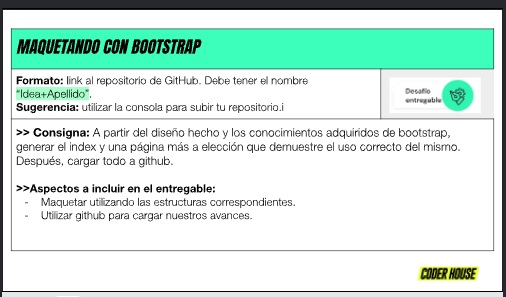 MAQUETANDO CON BOOTSTRAP
Formato: link al repositorio de GitHub. Debe tener el nombre
“Idea+Apellido”.
Sugerencia: utilizar la consola para subir tu repositorio.i
Desafío
entregable
>> Consigna: A partir del diseño hecho y los conocimientos adquiridos de bootstrap,
generar el index y una página más a elección que demuestre el uso correcto del mismo.
Después, cargar todo a github.
>>Aspectos a incluir en el entregable:
- Maquetar utilizando las estructuras correspondientes.
- Utilizar github para cargar nuestros avances.
CODER HOUSE